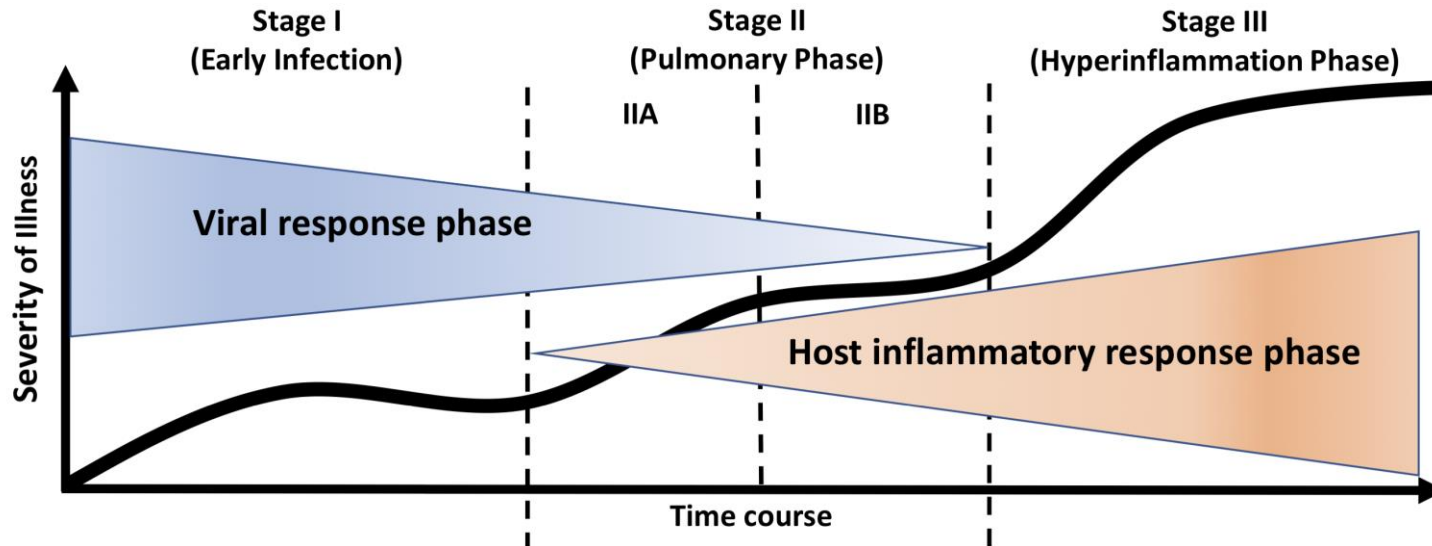 Stage I
(Early Infection)
Stage II
(Pulmonary Phase)
Stage III
(Hyperinflammation Phase)
IIA
IIB
Severity of Illness
Viral response phase
Host inflammatory response phase
Time course